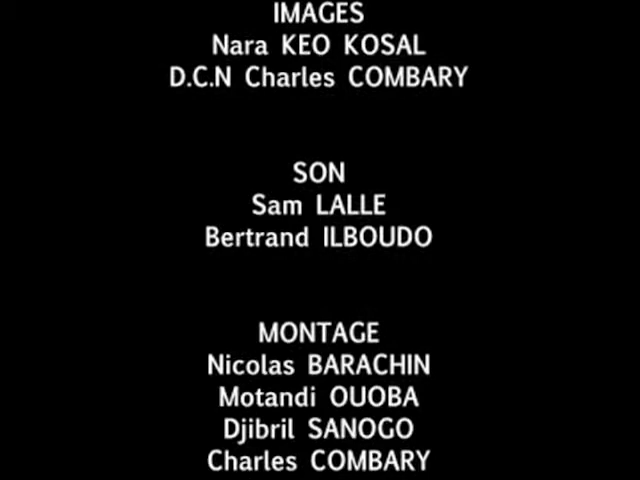 IMAGES
Nara KEO KOSAL
D.C.N Charles COMBARY
SON
Sam LALLE
Bertrand ILBOUDO
MONTAGE
Nicolas BARACHIN
Motandi OUOBA
Djibril SANOGO
Charles COMBARY